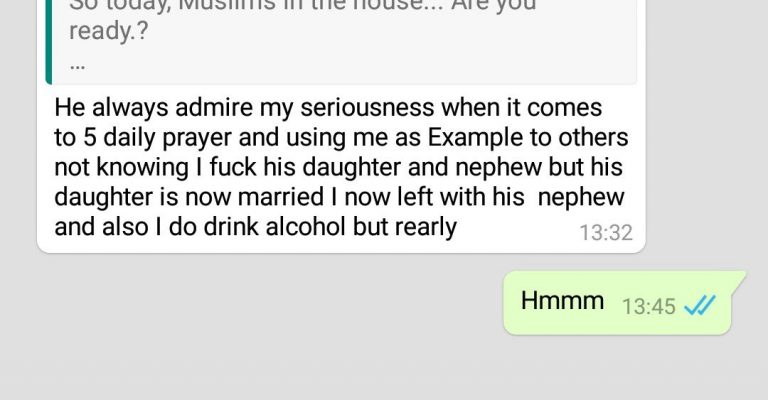 So today, Muslims in the house... Are you
ready.?
...
He always admire my seriousness when it comes
to 5 daily prayer and using me as Example to others
not knowing I fuck his daughter and nephew but his
daughter is now married I now left with his  nephew
and also I do drink alcohol but rearly
13:32
Hmmm 13:45